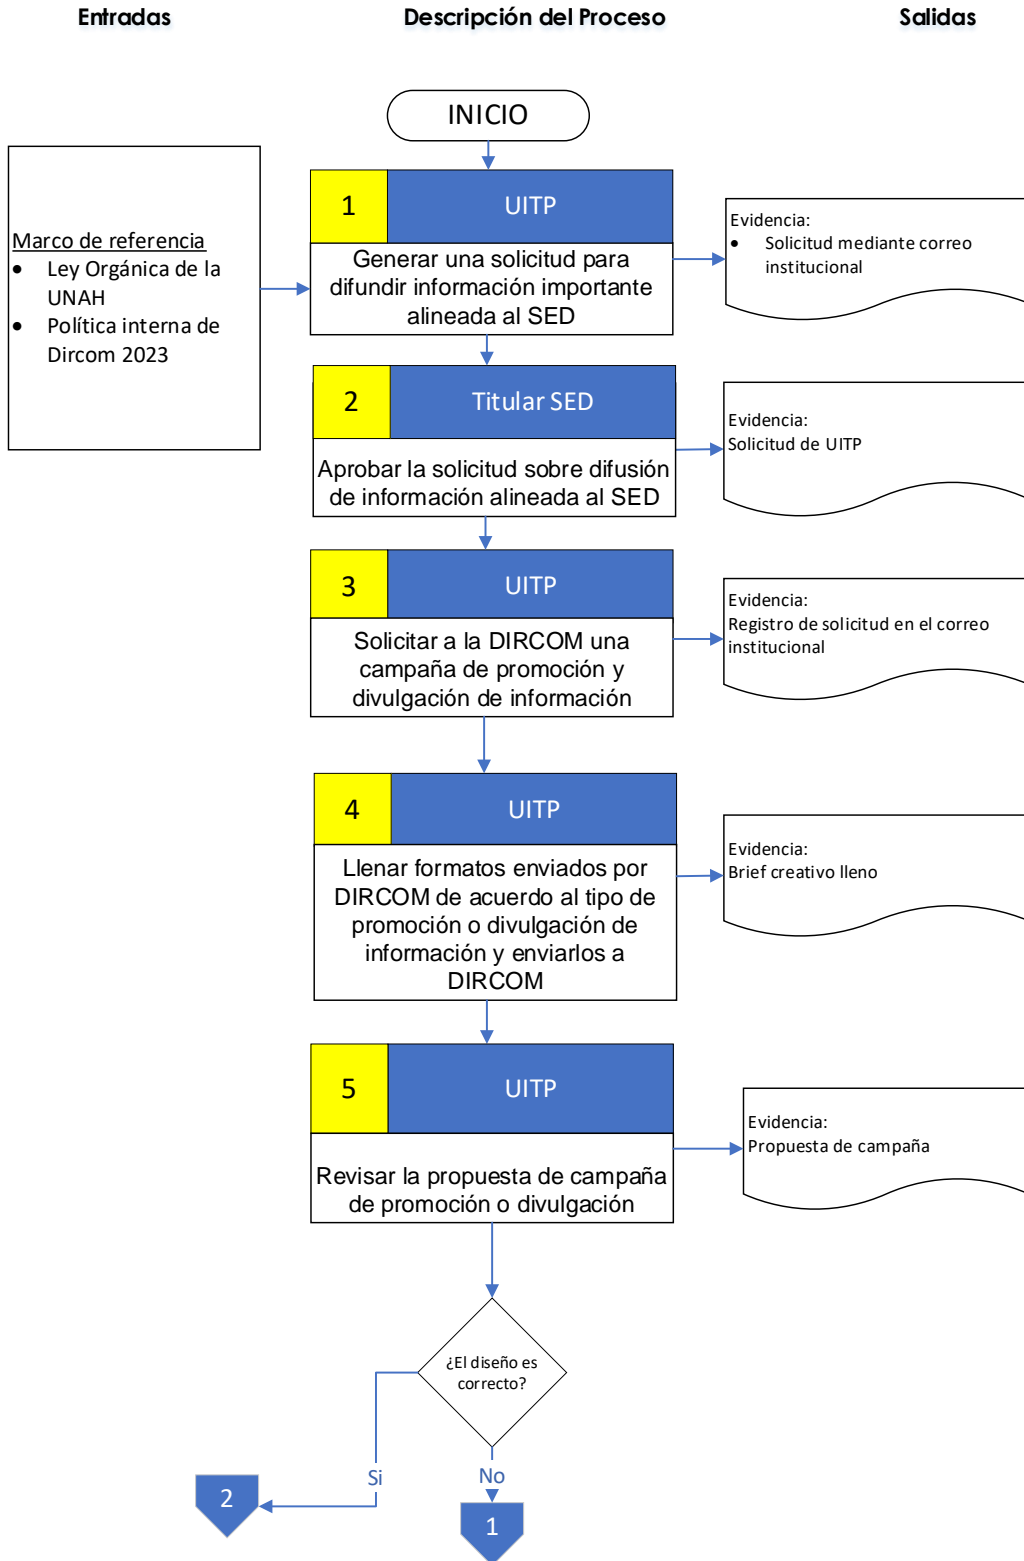 Entradas
Descripción del Proceso
Salidas
INICIO
Marco de referencia
• Ley Orgánica de la
UNAH
• Política interna de
Dircom 2023
1
UITP
Generar una solicitud para
difundir información importante
alineada al SED
Evidencia:
• Solicitud mediante correo
institucional
2
Titular SED
Aprobar la solicitud sobre difusión
de información alineada al SED
Evidencia:
Solicitud de UITP
3
UITP
Solicitar a la DIRCOM una
campaña de promoción y
divulgación de información
Evidencia:
Registro de solicitud en el correo
institucional
4
UITP
Llenar formatos enviados por
DIRCOM de acuerdo al tipo de
promoción o divulgación de
información y enviarlos a
DIRCOM
Evidencia:
Brief creativo lleno
5
UITP
Revisar la propuesta de campaña
de promoción o divulgación
Evidencia:
Propuesta de campaña
¿El diseño es
correcto?
Si
No
2
1